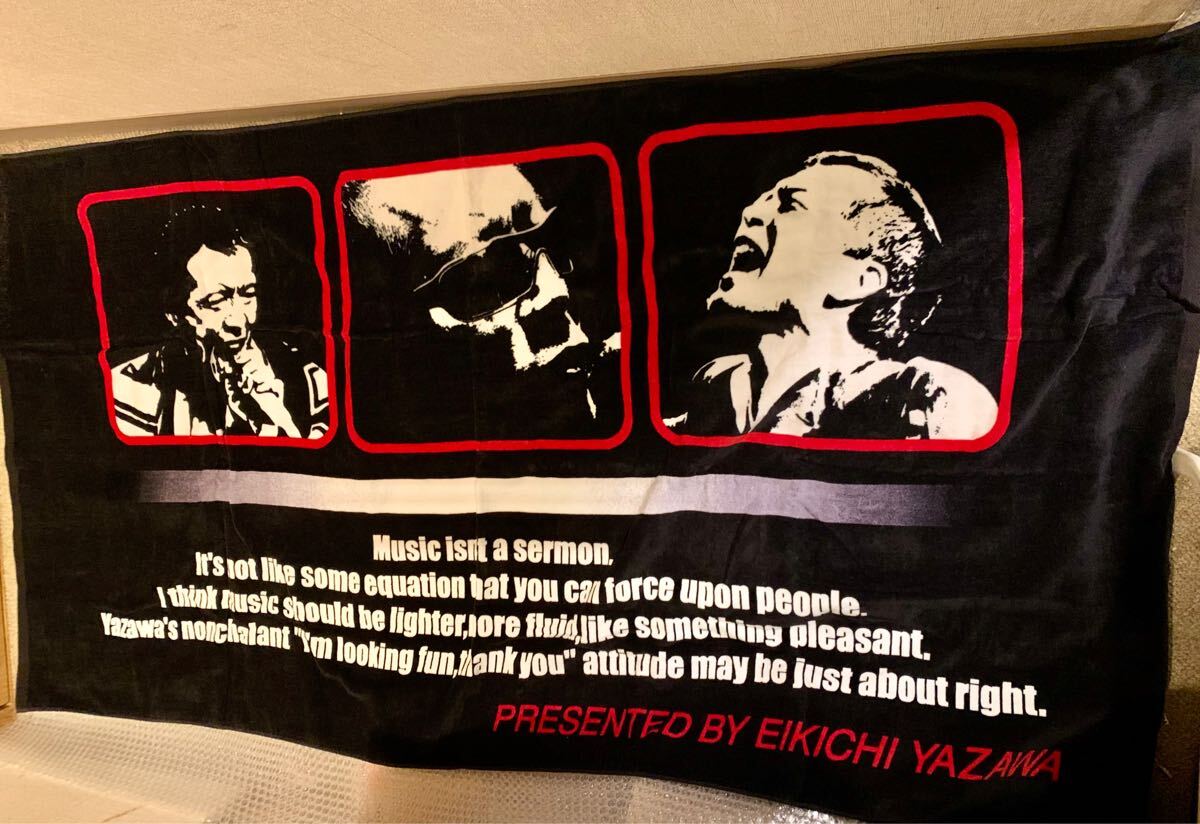 Music isn't a sermon.
It's not like some equation that you can force upon people.
I think music should be lighter,more fluid,like something pleasant.
Yazawa's nonchalant "I'm looking fun,thank you" attitude may be just about right.
PRESENTED BY EIKICHI YAZAWA